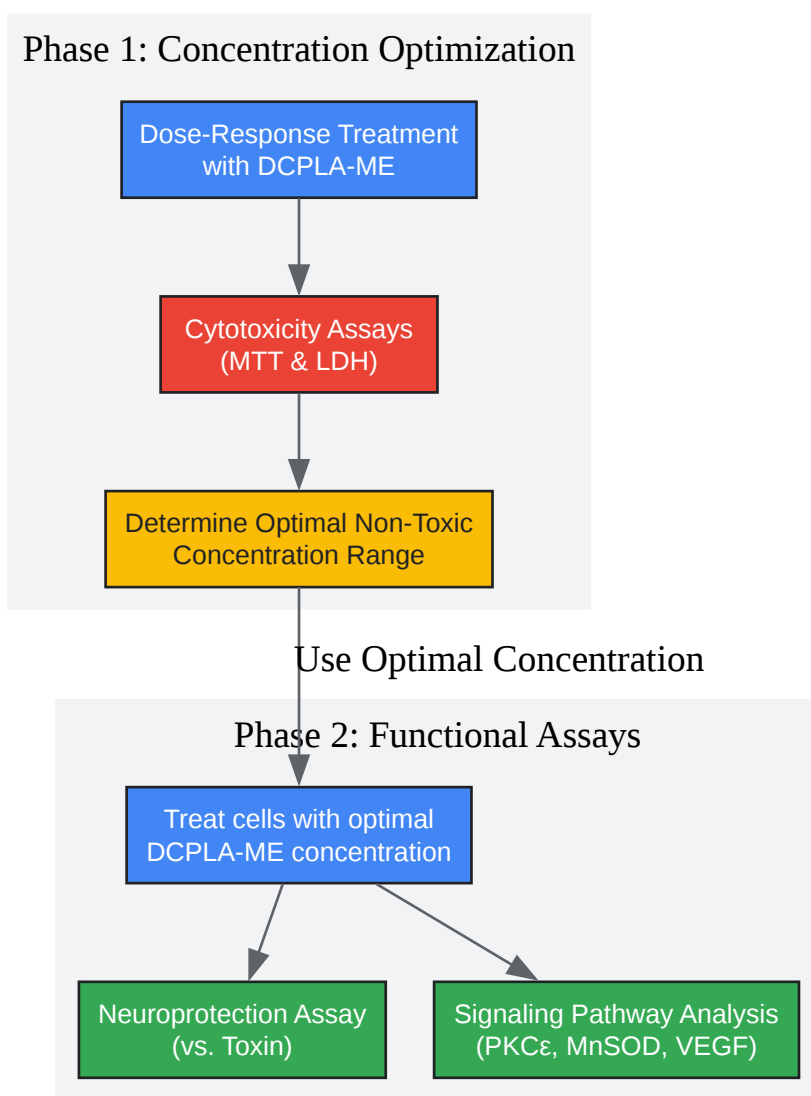 Phase 1: Concentration Optimization
Dose-Response Treatment
with DCPLA-ME
Cytotoxicity Assays
(MTT & LDH)
Determine Optimal Non-Toxic
Concentration Range
Use Optimal Concentration
Phase 2: Functional Assays
Treat cells with optimal
DCPLA-ME concentration
Neuroprotection Assay
(vs. Toxin)
Signaling Pathway Analysis
(PKCε, MnSOD, VEGF)